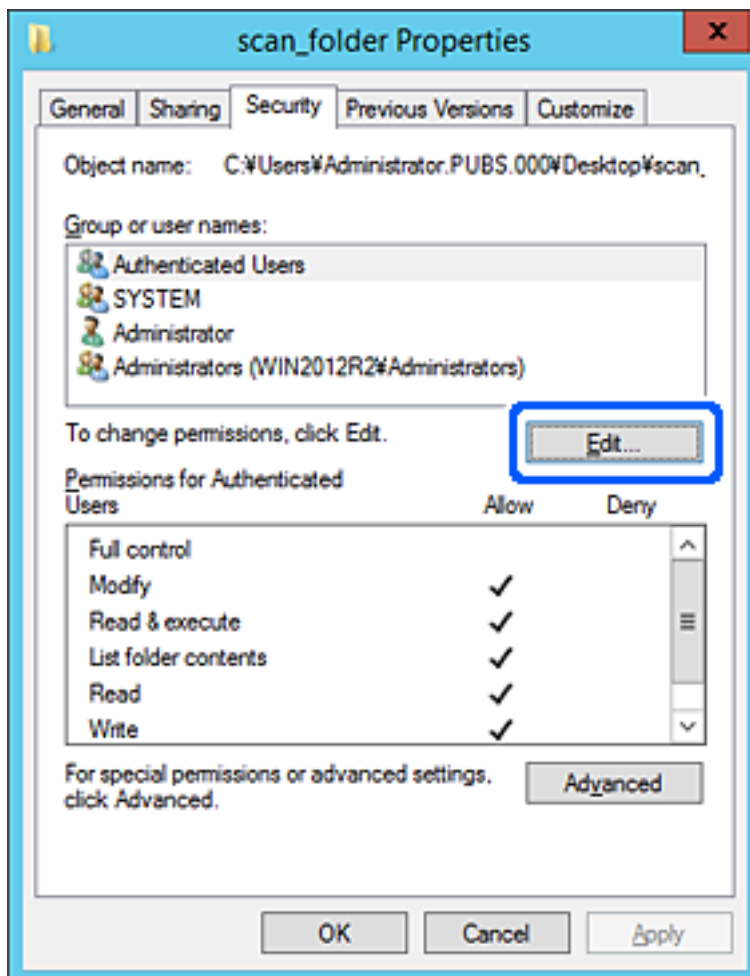 scan_folder Properties
x
General Sharing Security Previous Versions Customize
Object name: C:¥Users¥Administrator.PUBS.000¥Desktop¥scan_
Group or user names:
Authenticated Users
SYSTEM
Administrator
Administrators (WIN2012R2¥Administrators)
To change permissions, click Edit.
Edit...
Permissions for Authenticated
Users Allow Deny
Full control
Modify
Read & execute
List folder contents
Read
Write
For special permissions or advanced settings,
click Advanced.
Advanced
OK Cancel Apply